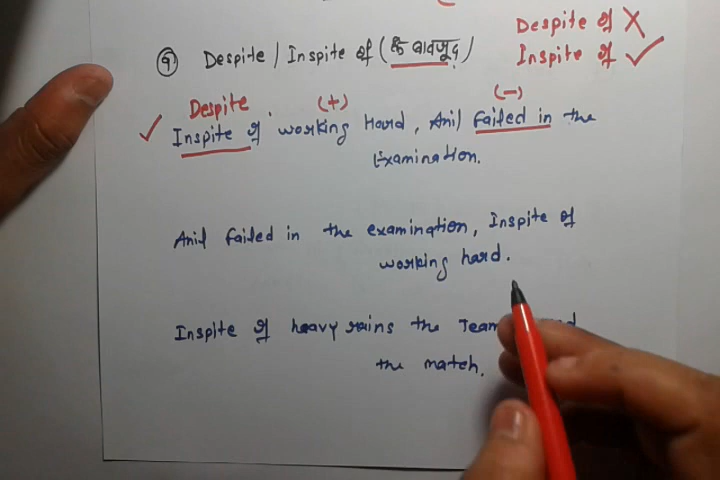 Despite of X
Inspite of ✓
9 Despite / Inspite of (के बावजूद)
Despite (+) (-)
✓ Inspite of working Hard, Anil failed in the
Examination.
Anil failed in the examination, Inspite of
working hard.
Inspite of heavy rains the Team
the match.